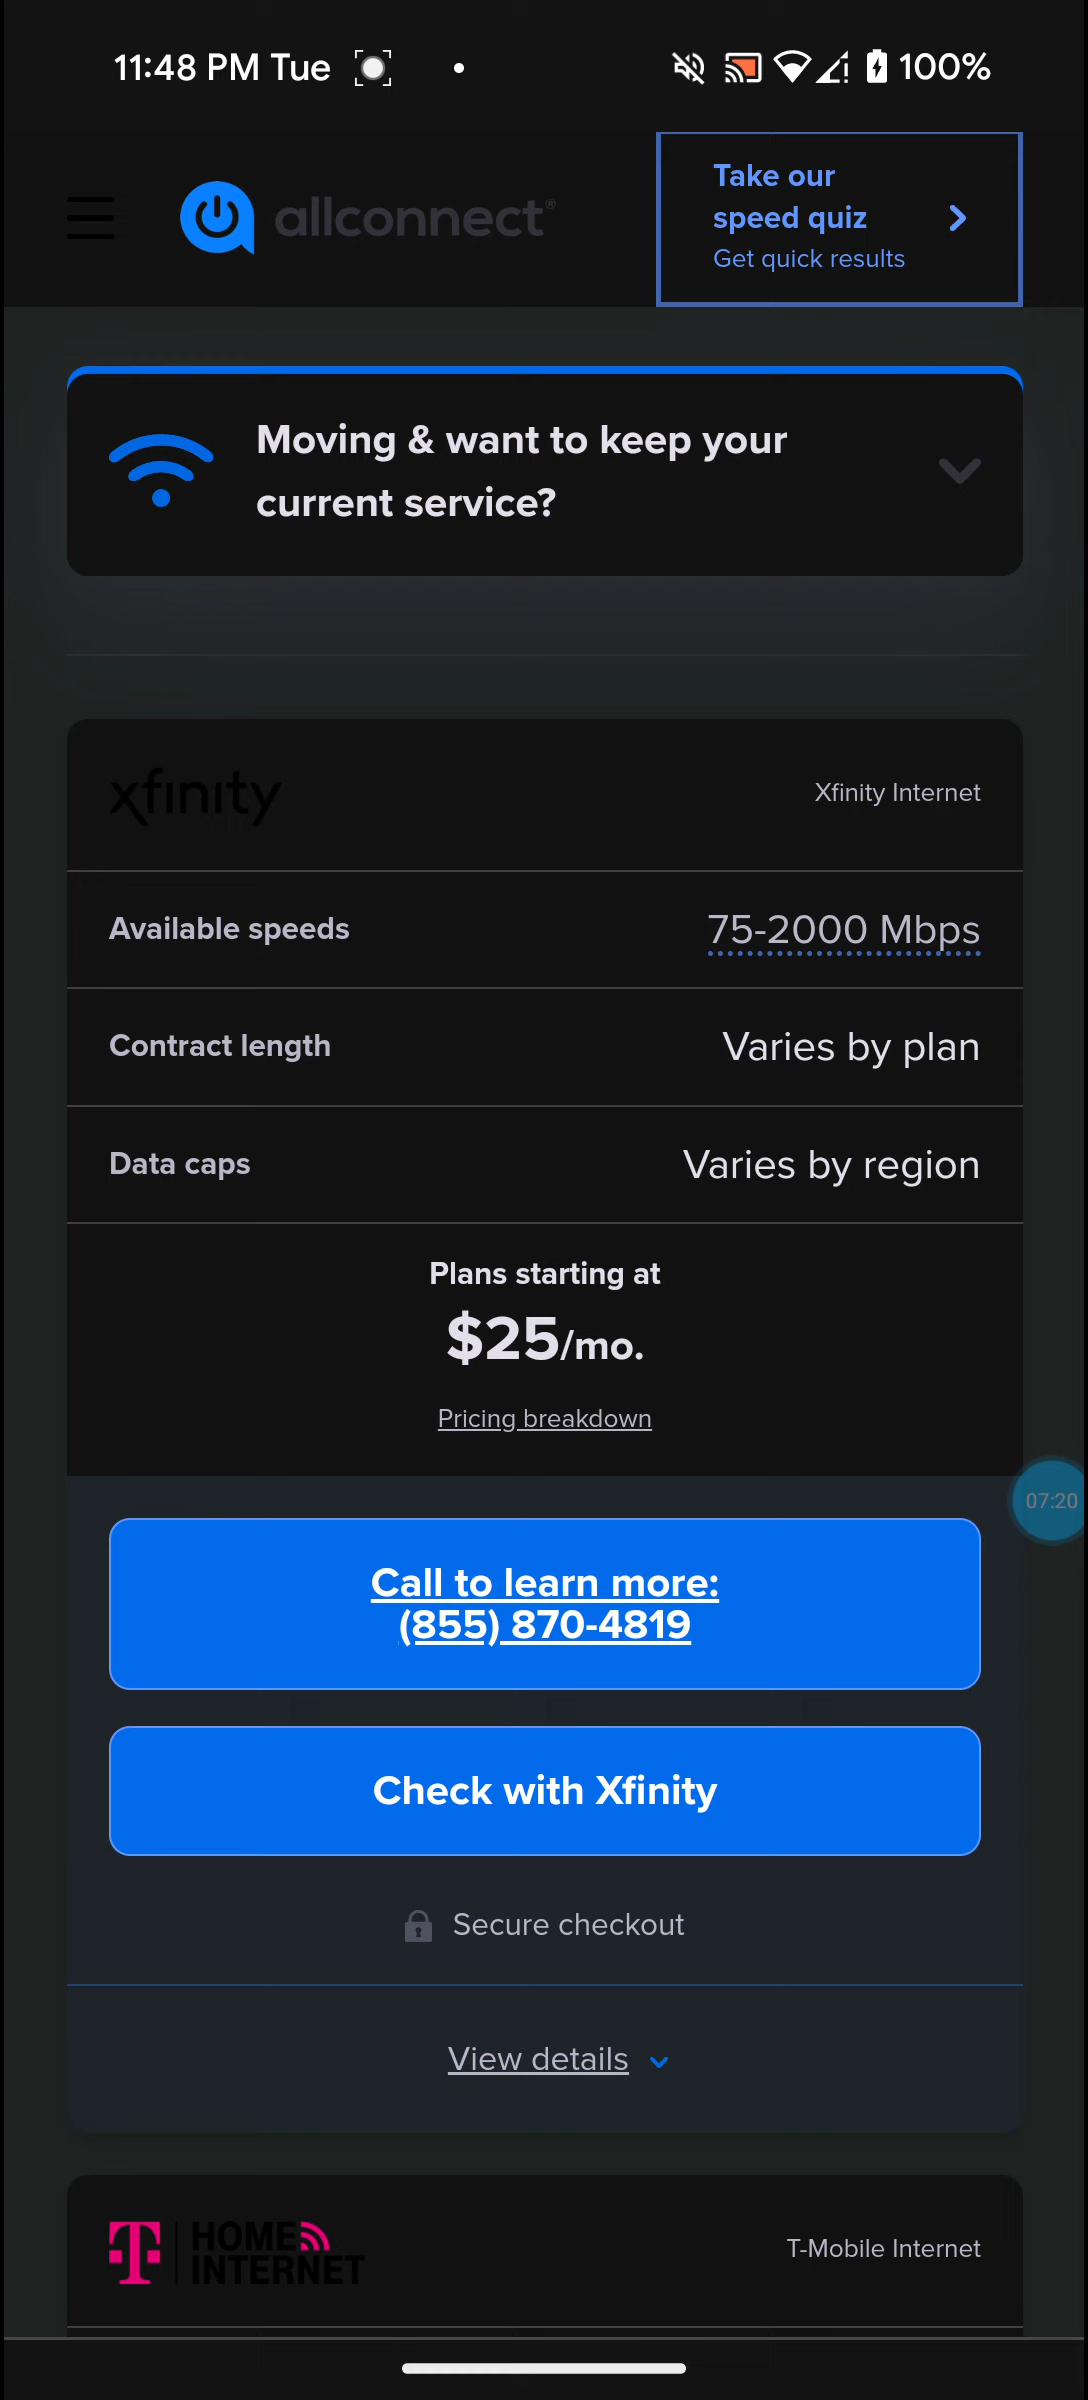 11:48 PM Tue
100%
allconnect®
Take our
speed quiz
Get quick results
Moving & want to keep your
current service?
xfinity
Xfinity Internet
Available speeds
75-2000 Mbps
Contract length
Varies by plan
Data caps
Varies by region
Plans starting at
$25/mo.
Pricing breakdown
07:20
Call to learn more:
(855) 870-4819
Check with Xfinity
Secure checkout
View details
T HOME
INTERNET
T-Mobile Internet